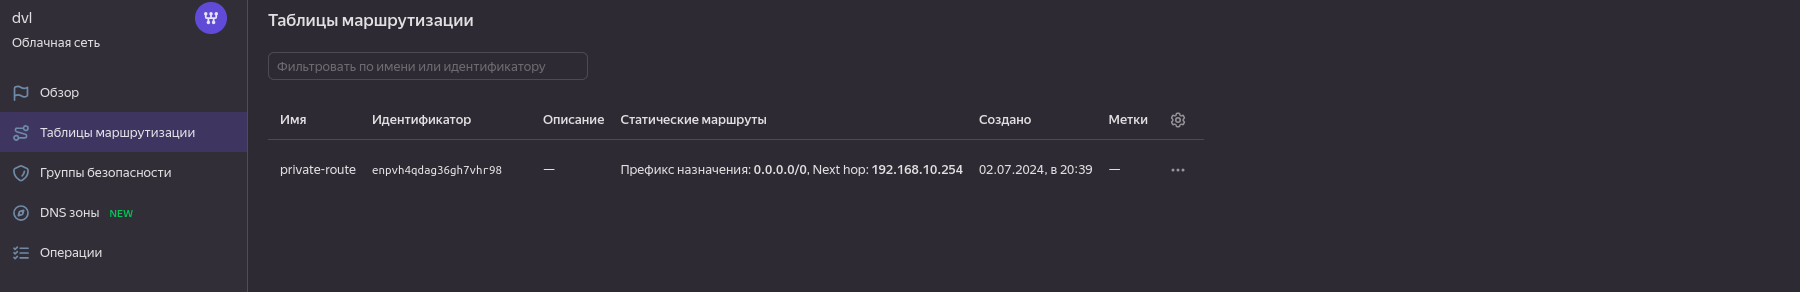 dvl
Облачная сеть
Обзор
Таблицы маршрутизации
Группы безопасности
DNS зоны NEW
Операции
Таблицы маршрутизации
Фильтровать по имени или идентификатору
Имя Идентификатор Описание Статические маршруты Создано Метки
private-route enpvh4qdag36gh7vhr98 — Префикс назначения: 0.0.0.0/0, Next hop: 192.168.10.254 02.07.2024, в 20:39 —